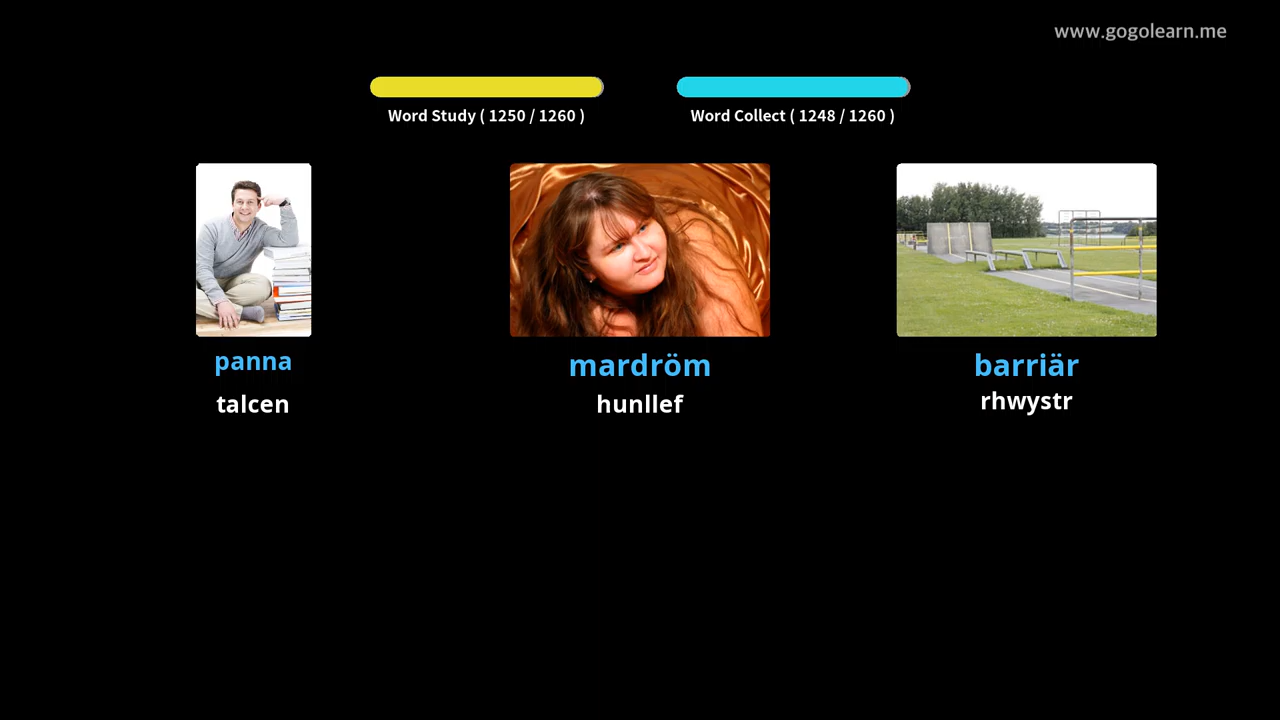 www.gogolearn.me
Word Study ( 1250 / 1260 )
Word Collect ( 1248 / 1260 )
panna
talcen
mardröm
hunllef
barriär
rhwystr